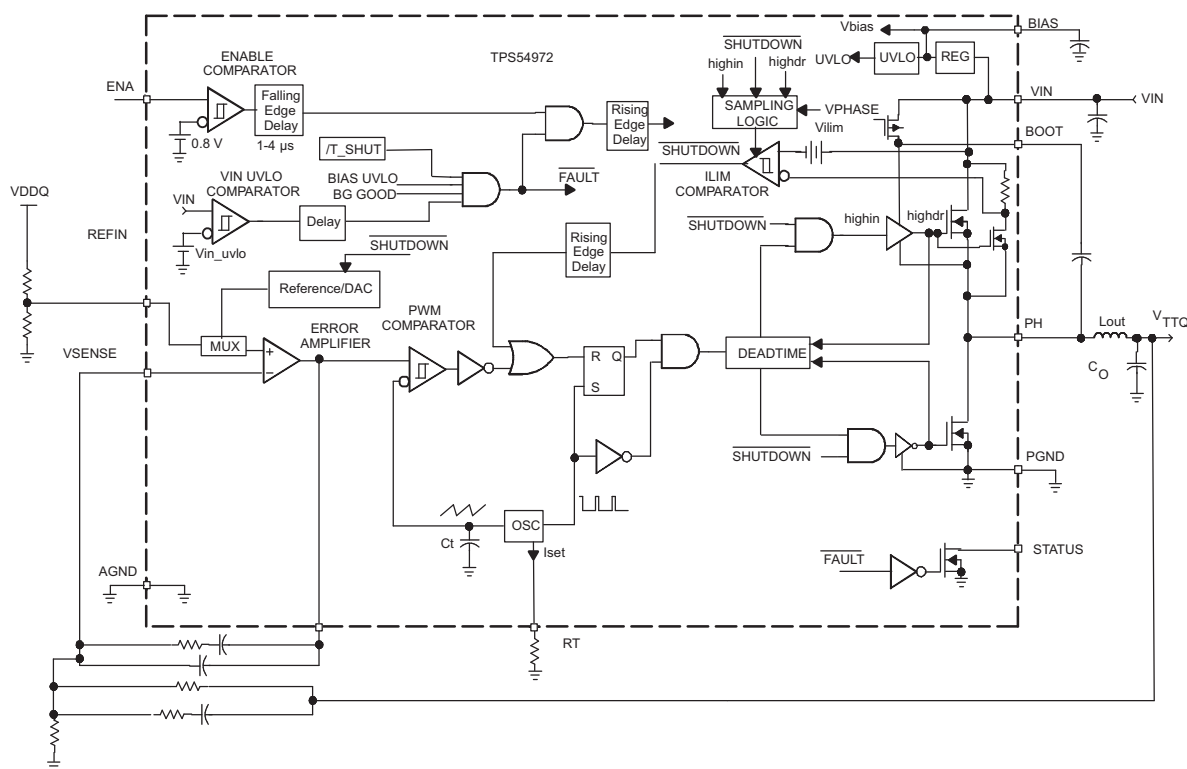 BIAS
Vbias
SHUTDOWN
ENABLE
COMPARATOR
TPS54972
UVLO
UVLO
REG
highin
highdr
ENA
Falling
Edge
Delay
VIN
VIN
SAMPLING
LOGIC
VPHASE
Rising
Edge
Delay
BOOT
Vilim
0.8 V
1-4 µs
SHUTDOWN
/T_SHUT
ILIM
COMPARATOR
VIN UVLO
COMPARATOR
BIAS UVLO
BG GOOD
FAULT
VDDQ
VIN
Delay
highin
highdr
SHUTDOWN
REFIN
SHUTDOWN
Rising
Edge
Delay
Vin_uvlo
Reference/DAC
PWM
COMPARATOR
ERROR
AMPLIFIER
PH
Lout
VTTQ
MUX
+
−
R
Q
S
DEADTIME
VSENSE
CO
SHUTDOWN
PGND
OSC
Ct
Iset
STATUS
FAULT
AGND
RT